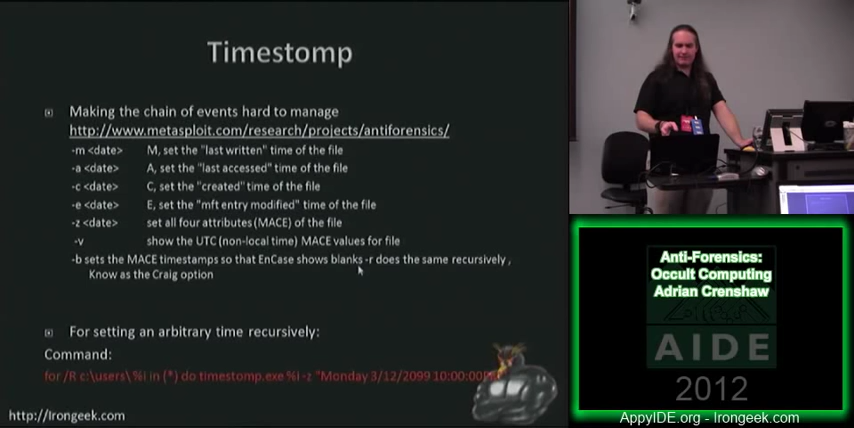 Timestomp
Making the chain of events hard to manage
http://www.metasploit.com/research/projects/antiforensics/
-m <date> M, set the "last written" time of the file
-a <date> A, set the "last accessed" time of the file
-c <date> C, set the "created" time of the file
-e <date> E, set the "mft entry modified" time of the file
-z <date> set all four attributes (MACE) of the file
-v show the UTC (non-local time) MACE values for file
-b sets the MACE timestamps so that EnCase shows blanks -r does the same recursively ,
Know as the Craig option
For setting an arbitrary time recursively:
Command:
for /R c:\users\ %i in (*) do timestomp.exe %i -z "Monday 3/12/2099 10:00:00
http://Irongeek.com
Anti-Forensics:
Occult Computing
Adrian Crenshaw
AIDE
2012
AppyIDE.org - Irongeek.com